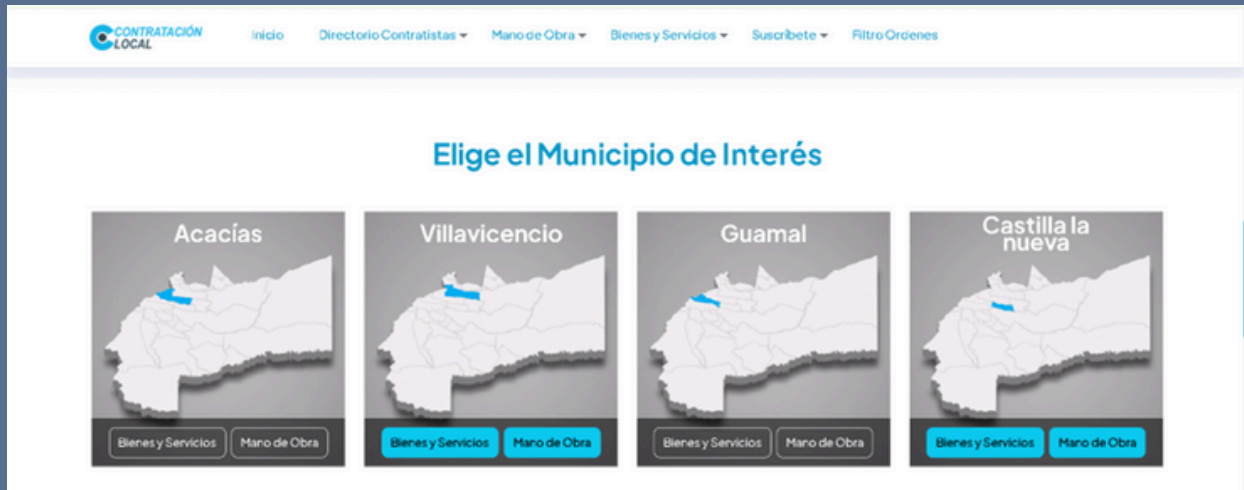 CONTRATACIÓN
LOCAL
Inicio
Directorio Contratistas
Mano de Obra
Bienes y Servicios
Suscríbete
Filtro Ordenes
Elige el Municipio de Interés
Acacías
Bienes y Servicios
Mano de Obra
Villavicencio
Bienes y Servicios
Mano de Obra
Guamal
Bienes y Servicios
Mano de Obra
Castilla la
nueva
Bienes y Servicios
Mano de Obra